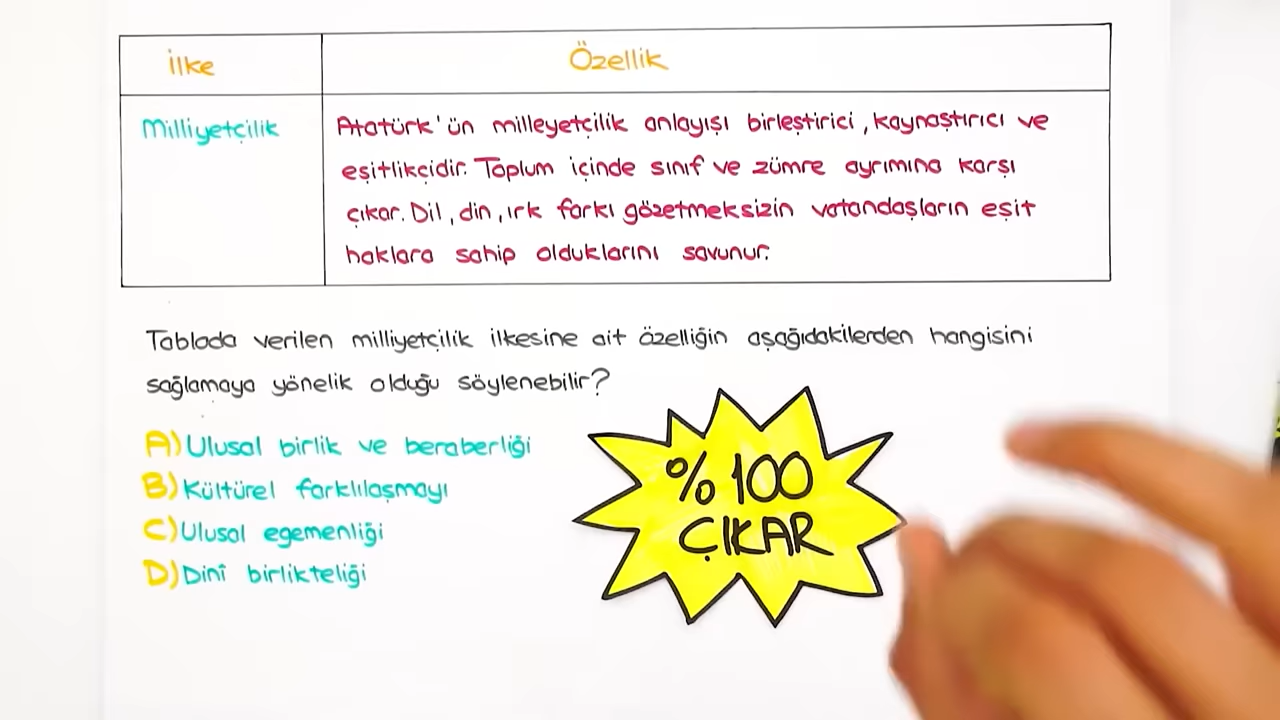 İlke
Özellik
Milliyetçilik
Atatürk'ün milleyetçilik anlayışı birleştirici, kaynaştırıcı ve
eşitlikçidir. Toplum içinde sınıf ve zümre ayrımına karşı
çıkar. Dil, din, ırk farkı gözetmeksizin vatandaşların eşit
haklara sahip olduklarını savunur.
Tabloda verilen milliyetçilik ilkesine ait özelliğin aşağıdakilerden hangisini
sağlamaya yönelik olduğu söylenebilir?
A) Ulusal birlik ve beraberliği
B) Kültürel farklılaşmayı
C) Ulusal egemenliği
D) Dinî birlikteliği
%100
ÇIKAR